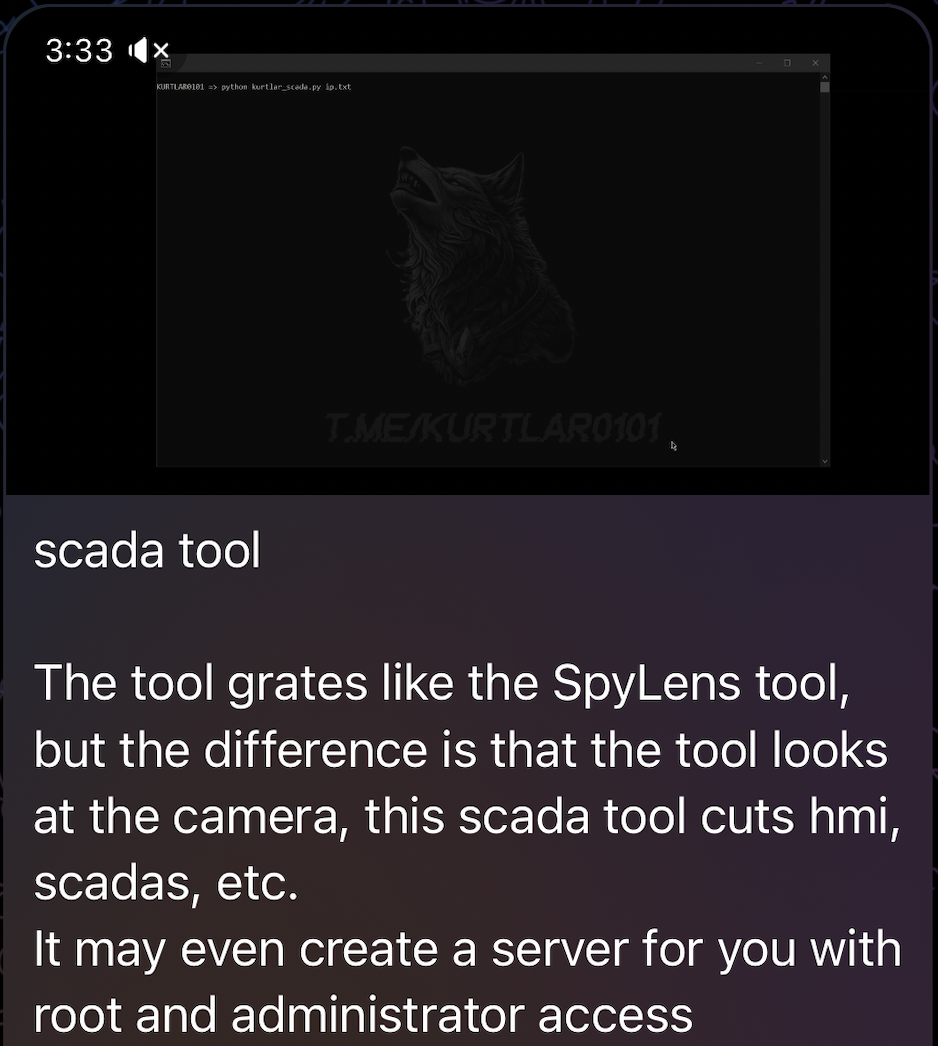 3:33
KURTLAR0101 => python kurtlar_scada.py ip.txt
T.ME/KURTLAR0101
scada tool
The tool grates like the SpyLens tool,
but the difference is that the tool looks
at the camera, this scada tool cuts hmi,
scadas, etc.
It may even create a server for you with
root and administrator access